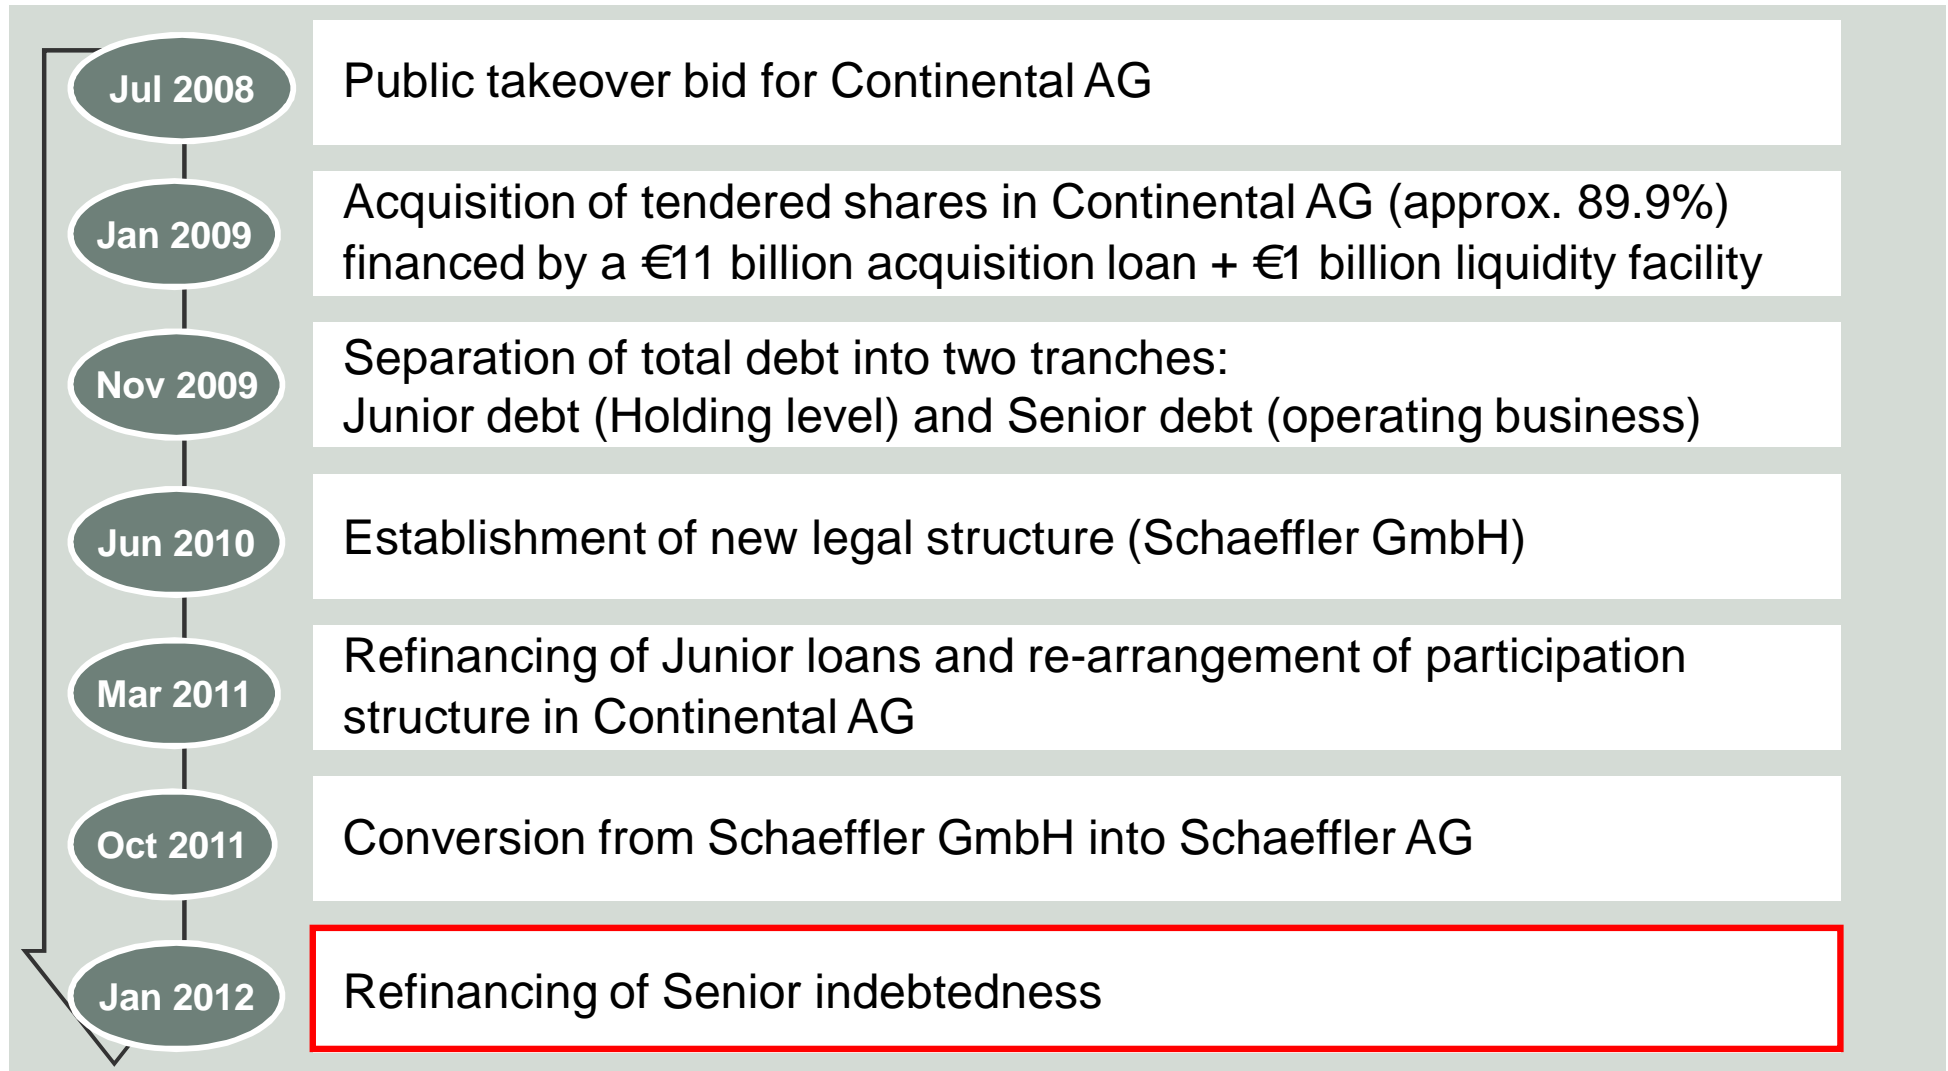 Jul 2008
Public takeover bid for Continental AG
Jan 2009
Acquisition of tendered shares in Continental AG (approx. 89.9%)
financed by a €11 billion acquisition loan + €1 billion liquidity facility
Nov 2009
Separation of total debt into two tranches:
Junior debt (Holding level) and Senior debt (operating business)
Jun 2010
Establishment of new legal structure (Schaeffler GmbH)
Mar 2011
Refinancing of Junior loans and re-arrangement of participation
structure in Continental AG
Oct 2011
Conversion from Schaeffler GmbH into Schaeffler AG
Jan 2012
Refinancing of Senior indebtedness